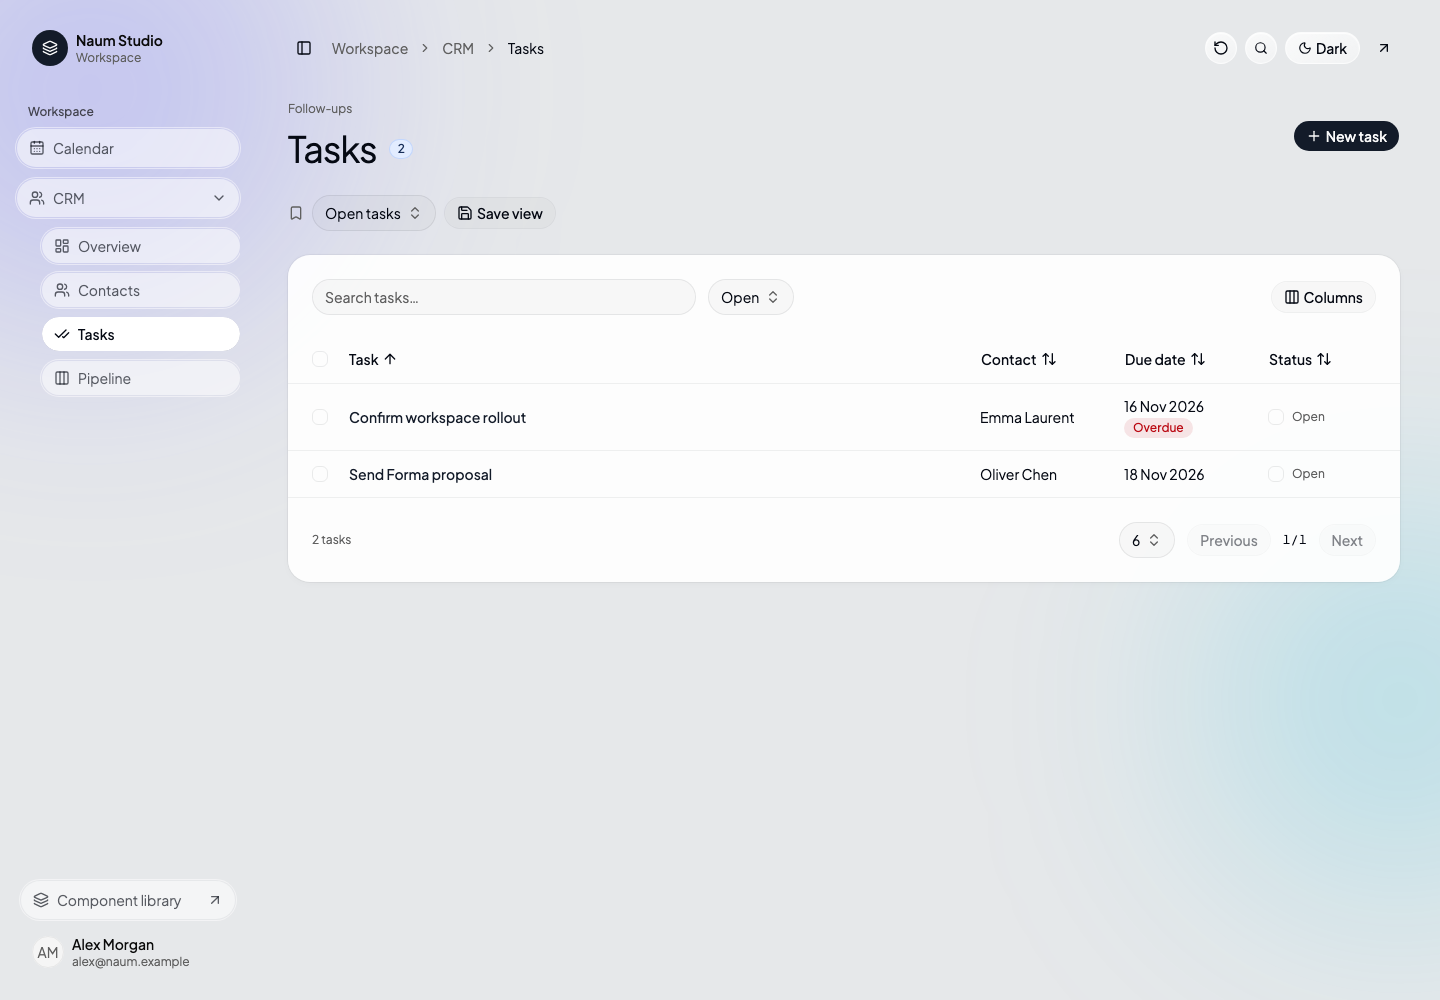 Naum Studio
Workspace
Workspace
Calendar
CRM
Overview
Contacts
Tasks
Pipeline
Component library
AM
Alex Morgan
alex@naum.example
Workspace CRM Tasks
Dark
Follow-ups
Tasks 2
New task
Open tasks Save view
Search tasks... Open Columns
Task Contact Due date Status
Confirm workspace rollout Emma Laurent 16 Nov 2026 Overdue Open
Send Forma proposal Oliver Chen 18 Nov 2026 Open
2 tasks 6 Previous 1/1 Next